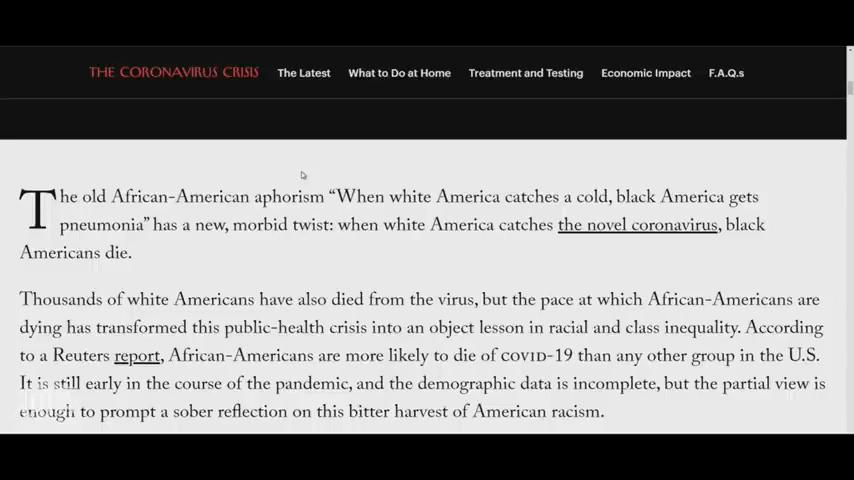 THE CORONAVIRUS CRISIS The Latest What to Do at Home Treatment and Testing Economic Impact F.A.Q.s
The old African-American aphorism “When white America catches a cold, black America gets
pneumonia” has a new, morbid twist: when white America catches the novel coronavirus, black
Americans die.
Thousands of white Americans have also died from the virus, but the pace at which African-Americans are
dying has transformed this public-health crisis into an object lesson in racial and class inequality. According
to a Reuters report, African-Americans are more likely to die of COVID-19 than any other group in the U.S.
It is still early in the course of the pandemic, and the demographic data is incomplete, but the partial view is
enough to prompt a sober reflection on this bitter harvest of American racism.